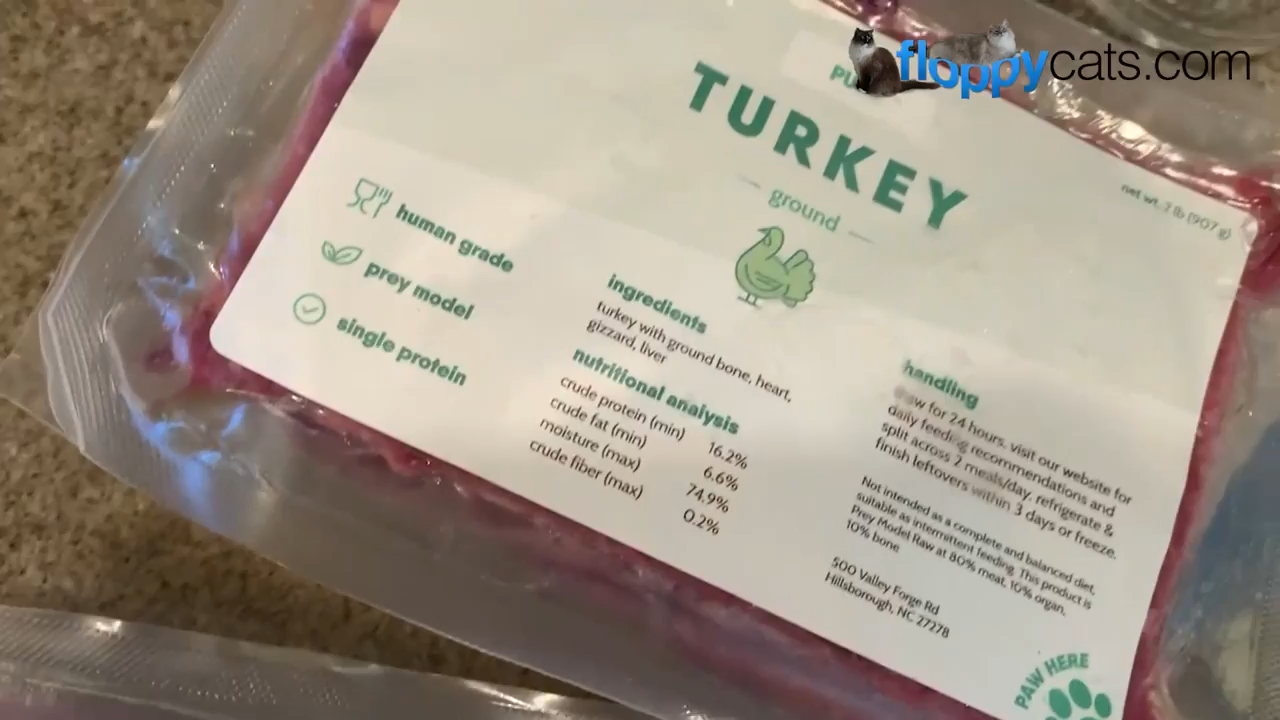 floppycats.com
TURKEY
ground
net wt. 2 lb (907 g)
human grade
prey model
single protein
ingredients
turkey with ground bone, heart,
gizzard, liver
nutritional analysis
crude protein (min) 16.2%
crude fat (min) 6.6%
moisture (max) 74.9%
crude fiber (max) 0.2%
handling
for 24 hours. visit our website for
daily feeding recommendations and
split across 2 meals/day. refrigerate &
finish leftovers within 3 days or freeze.
Not intended as a complete and balanced diet,
suitable as intermittent feeding. This product is
Prey Model Raw at 80% meat, 10% organ,
10% bone
500 Valley Forge Rd
Hillsborough, NC 27278
PAW HERE